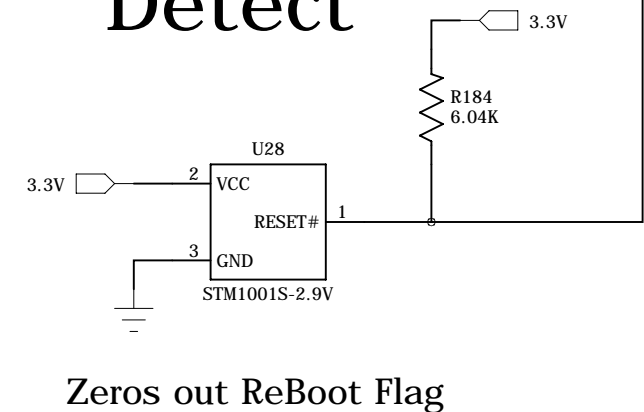 Detect
3.3V
R184
6.04K
U28
3.3V
2
VCC
RESET#
1
3
GND
STM1001S-2.9V
Zeros out ReBoot Flag